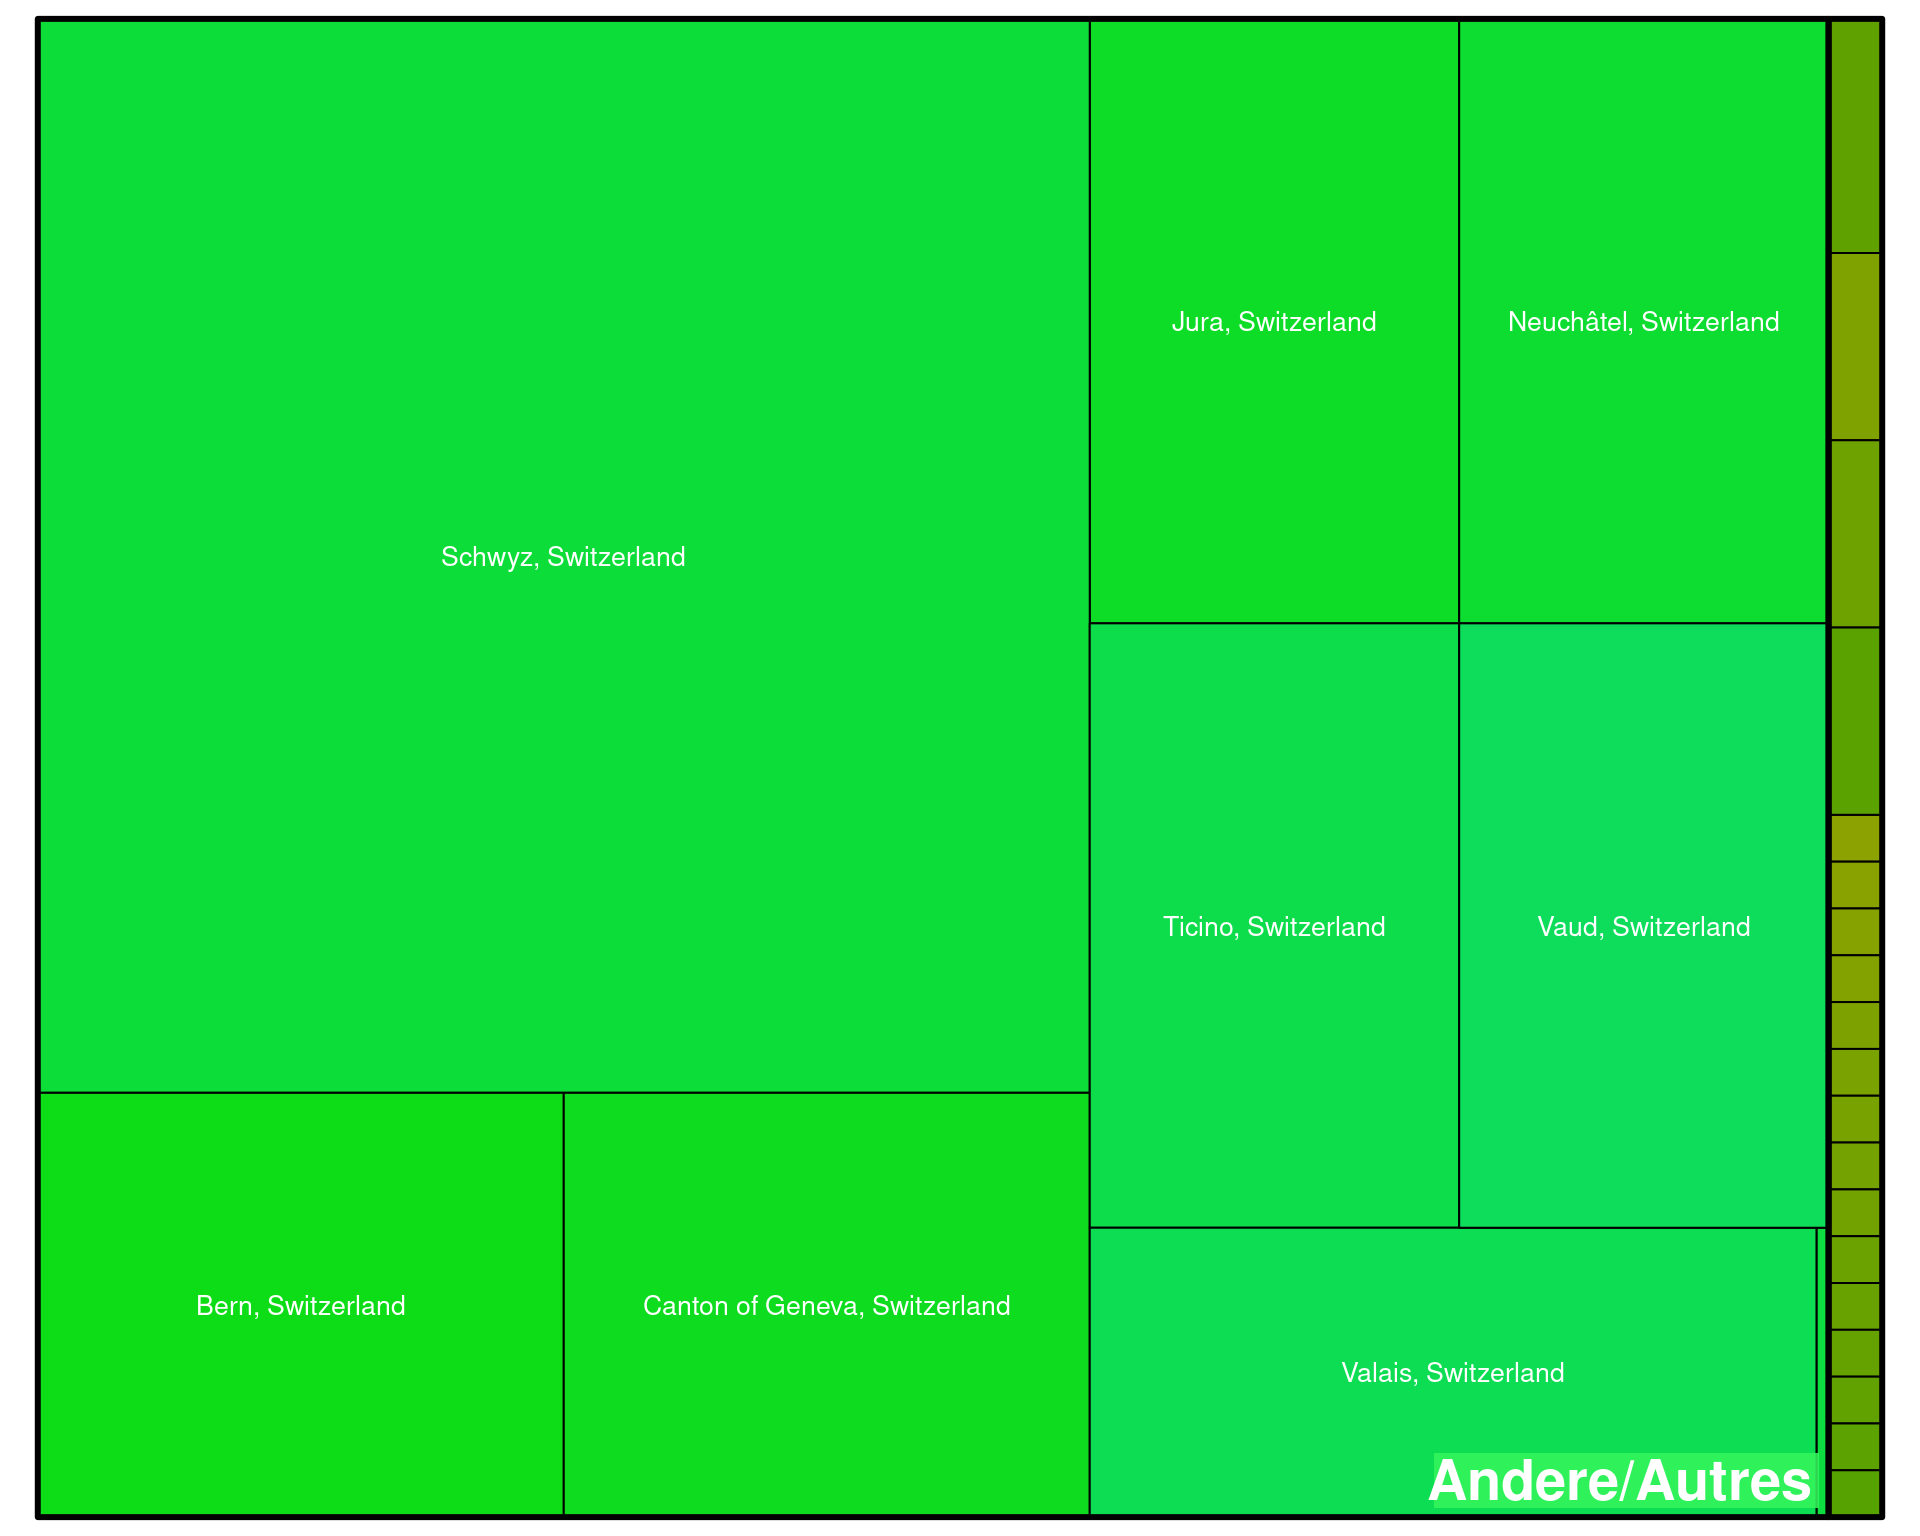 Schwyz, Switzerland
Jura, Switzerland
Neuchâtel, Switzerland
Ticino, Switzerland
Vaud, Switzerland
Bern, Switzerland
Canton of Geneva, Switzerland
Valais, Switzerland
Andere/Autres